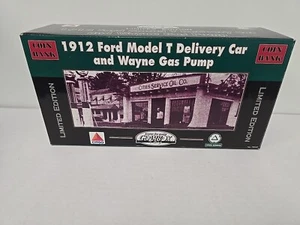 COIN BANK
1912 Ford Model T Delivery Car
and Wayne Gas Pump
COIN BANK
LIMITED EDITION
CITIES SERVICE OIL CO.
LIMITED EDITION
GEARBOX